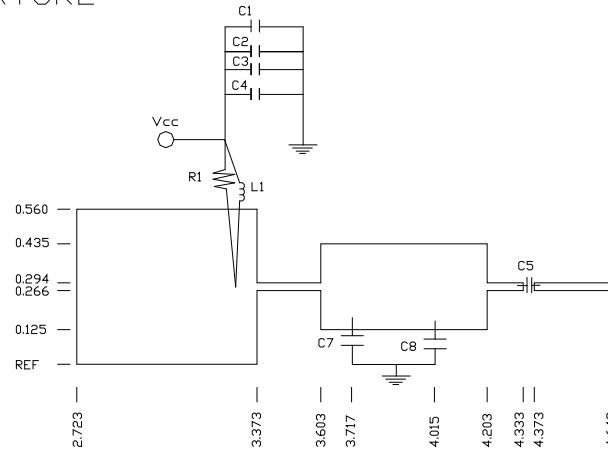 C1
C2
C3
C4
Vcc
R1
L1
0.560
0.435
0.294
0.266
C5
0.125
C7
C8
REF
2.723
3.373
3.603
3.717
4.015
4.203
4.333
4.373